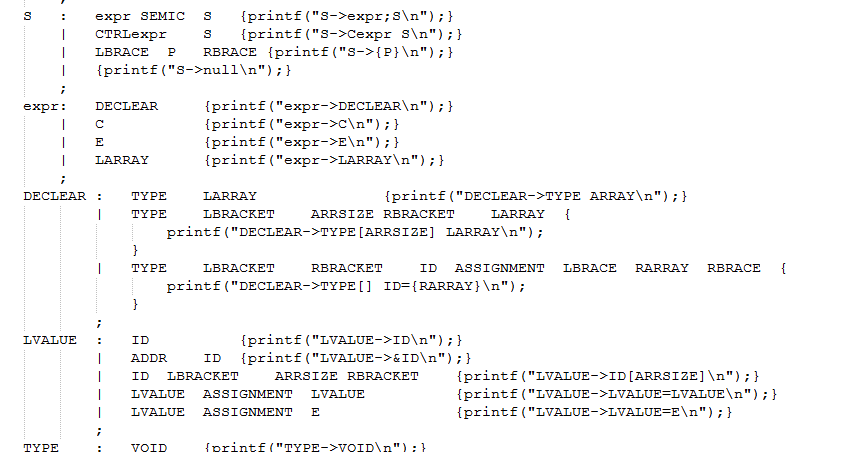 ;
S : expr SEMIC S {printf("S->expr;S\n");}
| CTRLexpr S {printf("S->Cexpr S\n");}
| LBRACE P RBRACE {printf("S->{P}\n");}
| {printf("S->null\n");}
;
expr: DECLEAR {printf("expr->DECLEAR\n");}
| C {printf("expr->C\n");}
| E {printf("expr->E\n");}
| LARRAY {printf("expr->LARRAY\n");}
;
DECLEAR : TYPE LARRAY {printf("DECLEAR->TYPE ARRAY\n");}
| TYPE LBRACKET ARRSIZE RBRACKET LARRAY {
printf("DECLEAR->TYPE[ARRSIZE] LARRAY\n");
}
| TYPE LBRACKET RBRACKET ID ASSIGNMENT LBRACE RARRAY RBRACE {
printf("DECLEAR->TYPE[] ID={RARRAY}\n");
}
;
LVALUE : ID {printf("LVALUE->ID\n");}
| ADDR ID {printf("LVALUE->&ID\n");}
| ID LBRACKET ARRSIZE RBRACKET {printf("LVALUE->ID[ARRSIZE]\n");}
| LVALUE ASSIGNMENT LVALUE {printf("LVALUE->LVALUE=LVALUE\n");}
| LVALUE ASSIGNMENT E {printf("LVALUE->LVALUE=E\n");}
;
TYPE : VOID {printf("TYPE->VOID\n");}